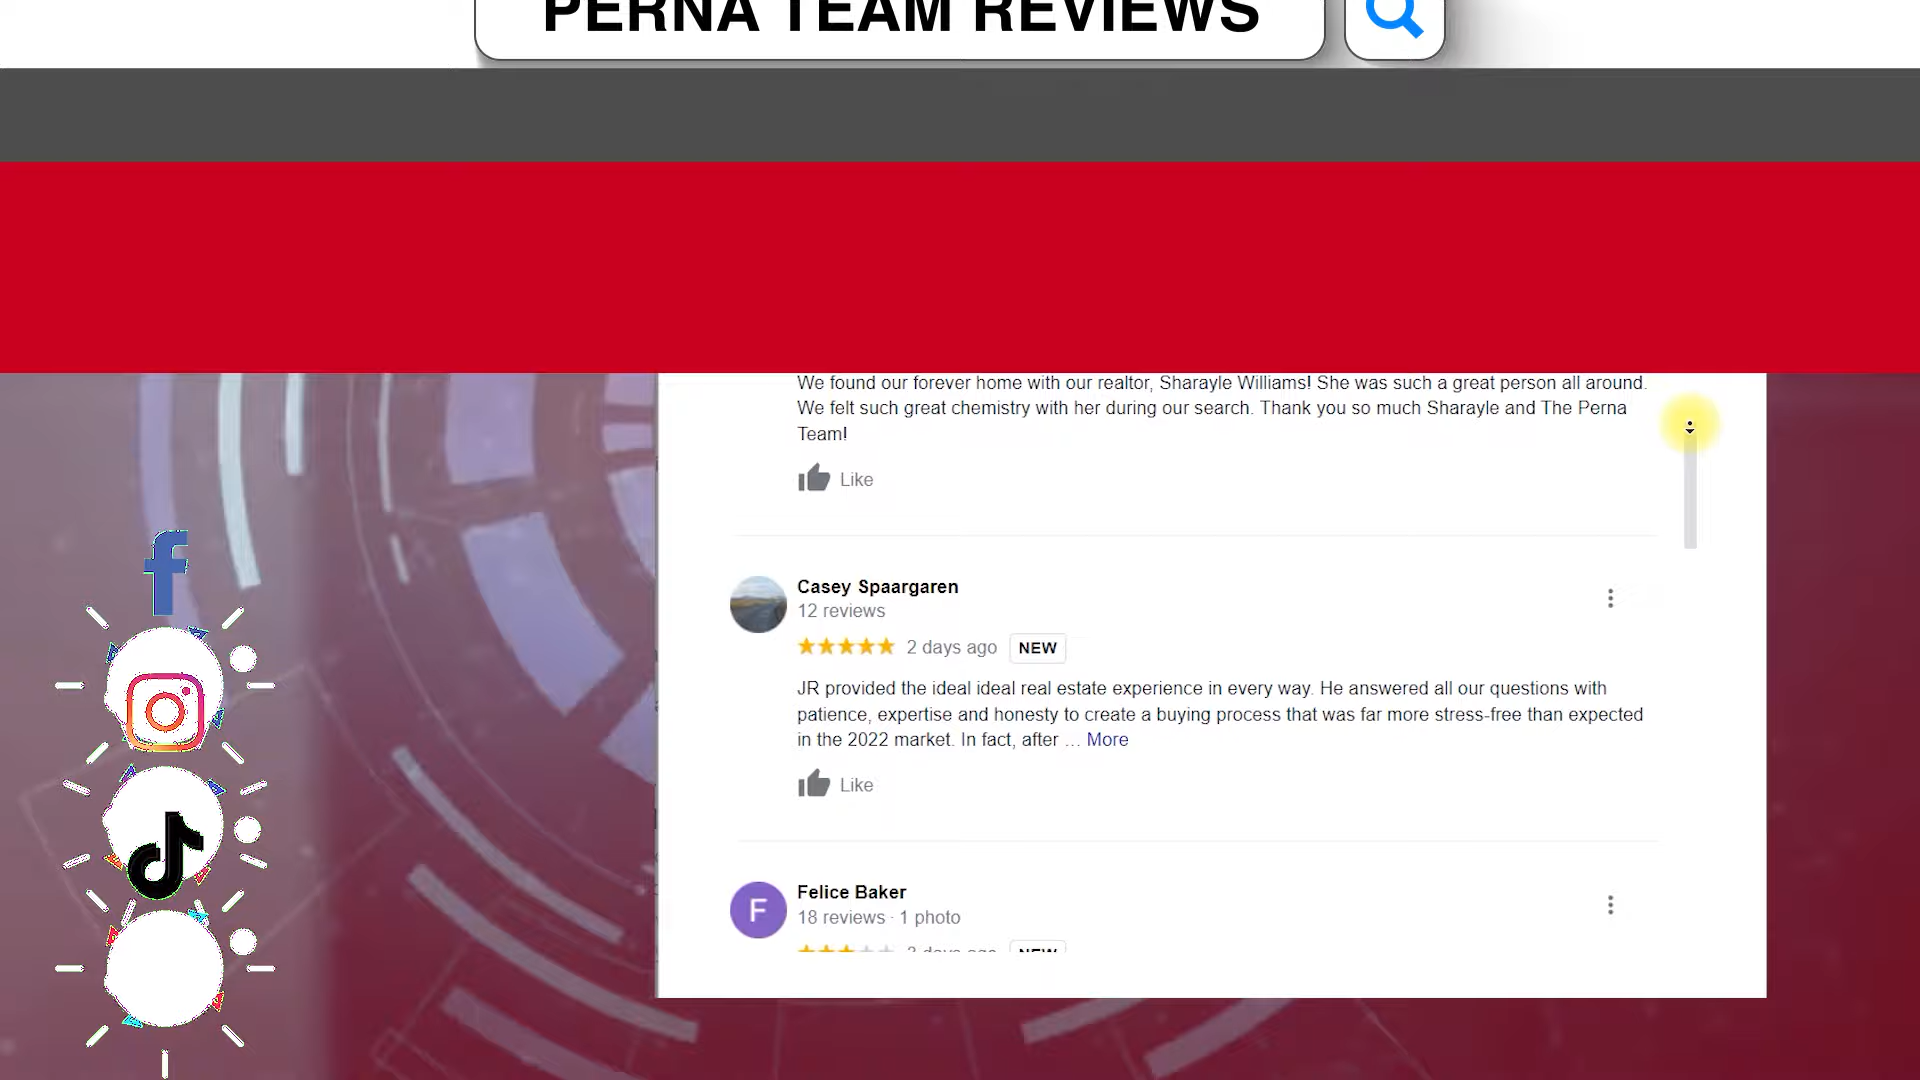 PERNA TEAM REVIEWS
We found our forever home with our realtor, Sharayle Williams! She was such a great person all around.
We felt such great chemistry with her during our search. Thank you so much Sharayle and The Perna
Team!
Like
Casey Spaargaren
12 reviews
2 days ago NEW
JR provided the ideal ideal real estate experience in every way. He answered all our questions with
patience, expertise and honesty to create a buying process that was far more stress-free than expected
in the 2022 market. In fact, after ... More
Like
Felice Baker
F
18 reviews · 1 photo
days ago NEW